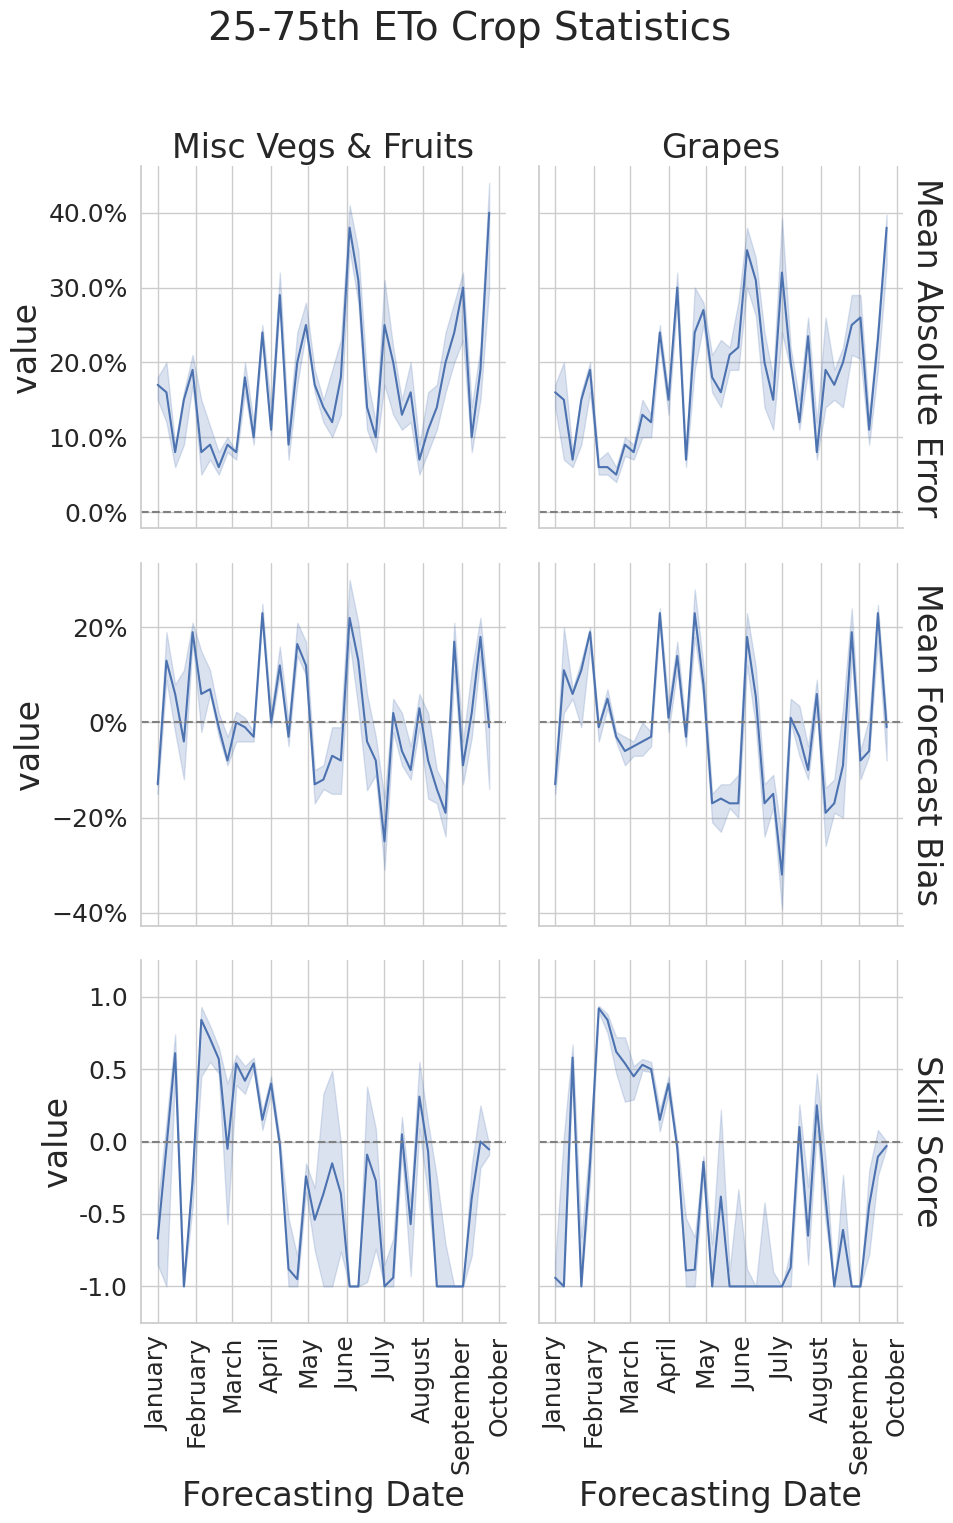 25-75th ETo Crop Statistics
Misc Vegs & Fruits
Grapes
value
40.0%
30.0%
20.0%
10.0%
0.0%
Mean Absolute Error
value
20%
0%
−20%
−40%
Mean Forecast Bias
value
1.0
0.5
0.0
-0.5
-1.0
Skill Score
January
February
March
April
May
June
July
August
September
October
January
February
March
April
May
June
July
August
September
October
Forecasting Date
Forecasting Date